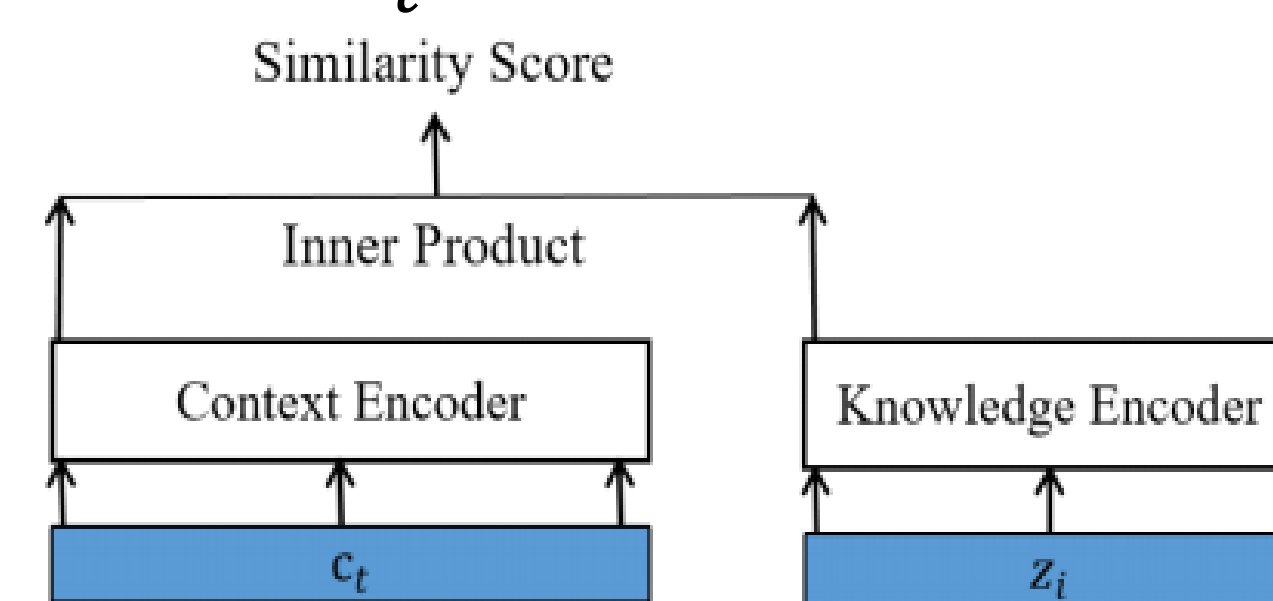 Similarity Score
Inner Product
Context Encoder
Knowledge Encoder
c_t
z_i